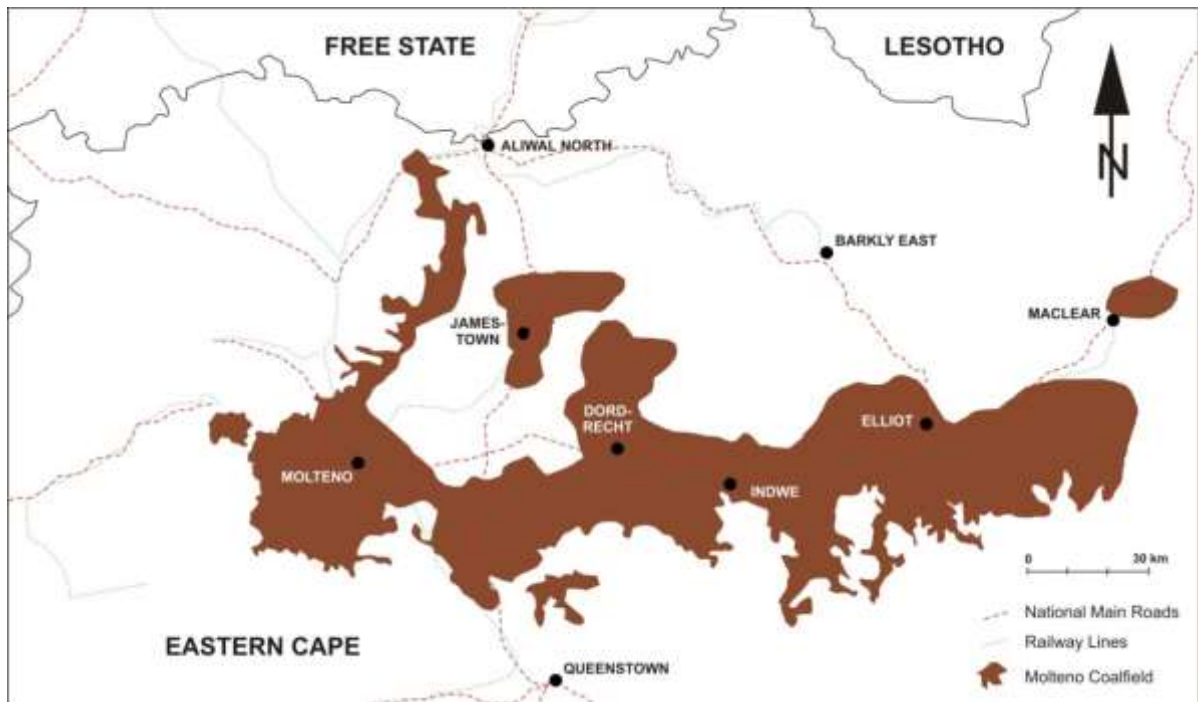 FREE STATE
LESOTHO
N
ALIWAL NORTH
BARKLY EAST
MACLEAR
JAMES-
TOWN
DORD-
RECHT
ELLIOT
MOLTENO
INDWE
0 30 km
National Main Roads
Railway Lines
Molteno Coalfield
EASTERN CAPE
QUEENSTOWN